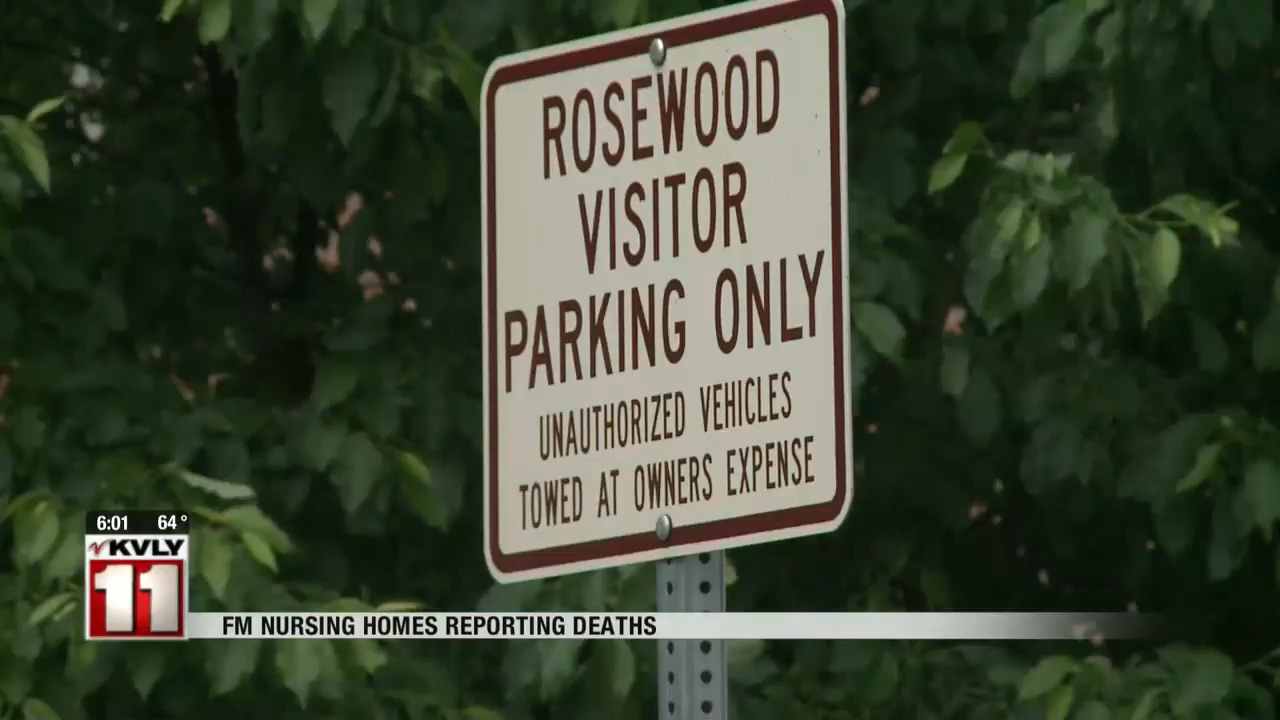 ROSEWOOD
VISITOR
PARKING ONLY
UNAUTHORIZED VEHICLES
TOWED AT OWNERS EXPENSE
6:01 64°
KVLY
11
FM NURSING HOMES REPORTING DEATHS